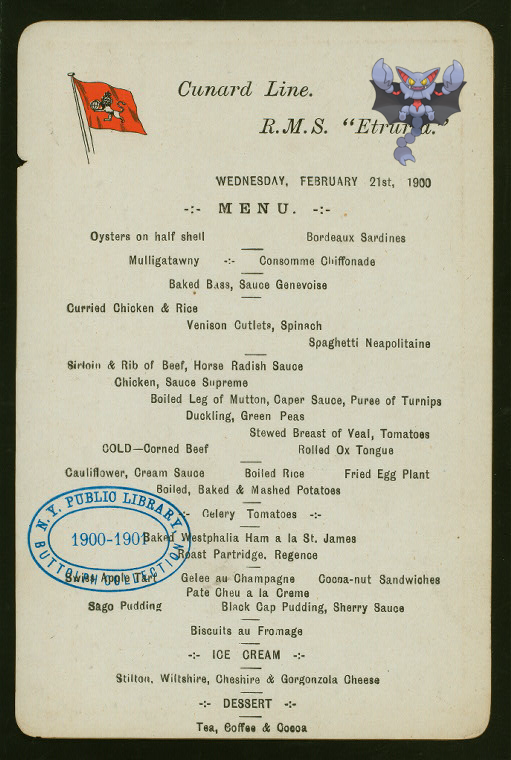 Cunard Line.
R.M.S. "Etruria."
WEDNESDAY, FEBRUARY 21st, 1900
-:- MENU. -:-
Oysters on half shell Bordeaux Sardines
Mulligatawny -:- Consomme Chiffonade
Baked Bass, Sauce Genevoise
Curried Chicken & Rice
Venison Cutlets, Spinach
Spaghetti Neapolitaine
Sirloin & Rib of Beef, Horse Radish Sauce
Chicken, Sauce Supreme
Boiled Leg of Mutton, Caper Sauce, Puree of Turnips
Duckling, Green Peas
Stewed Breast of Veal, Tomatoes
COLD—Corned Beef Rolled Ox Tongue
Cauliflower, Cream Sauce Boiled Rice Fried Egg Plant
Boiled, Baked & Mashed Potatoes
-:- Celery Tomatoes -:-
Baked Westphalia Ham a la St. James
Roast Partridge, Regence
Swiss Apple Tart Gelee au Champagne Cocoa-nut Sandwiches
Pate Cheu a la Creme
Sago Pudding Black Cap Pudding, Sherry Sauce
Biscuits au Fromage
-:- ICE CREAM -:-
Stilton, Wiltshire, Cheshire & Gorgonzola Cheese
-:- DESSERT -:-
Tea, Coffee & Cocoa
N.Y. PUBLIC LIBRARY,
1900-1901
BUTTOLPH COLLECTION